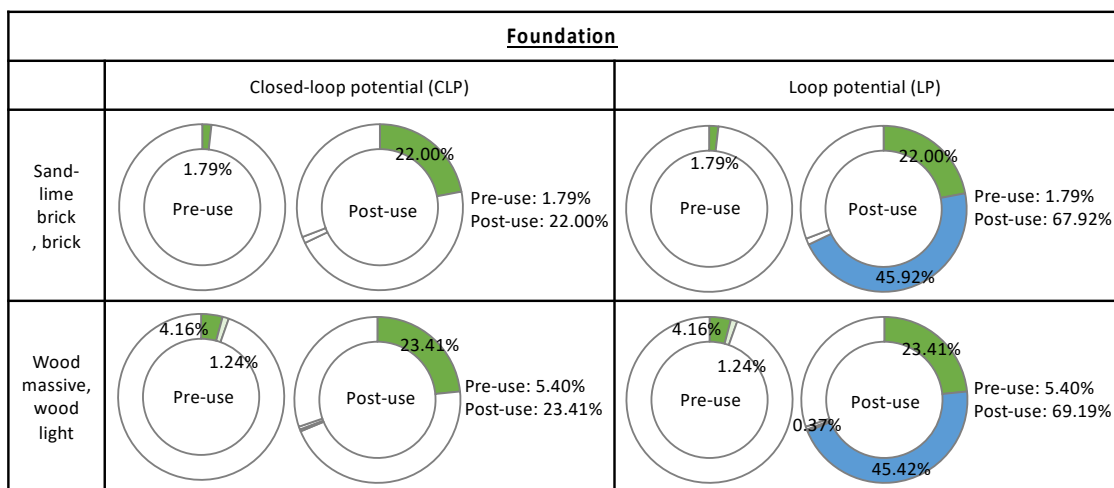 Foundation
Closed-loop potential (CLP)
Loop potential (LP)
Sand-
lime
brick
, brick
1.79%
Pre-use
22.00%
Post-use
Pre-use: 1.79%
Post-use: 22.00%
1.79%
Pre-use
22.00%
Post-use
45.92%
Pre-use: 1.79%
Post-use: 67.92%
Wood
massive,
wood
light
4.16%
1.24%
Pre-use
23.41%
Post-use
Pre-use: 5.40%
Post-use: 23.41%
4.16%
1.24%
Pre-use
23.41%
Post-use
0.37%
45.42%
Pre-use: 5.40%
Post-use: 69.19%